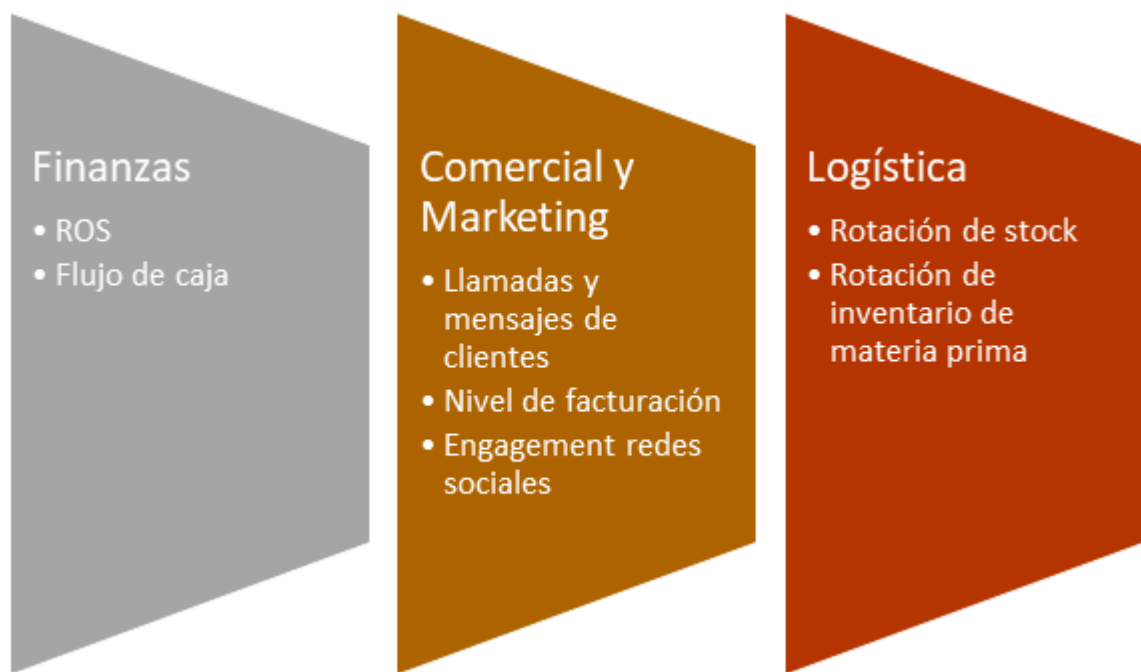 Finanzas
• ROS
• Flujo de caja
Comercial y
Marketing
• Llamadas y
mensajes de
clientes
• Nivel de facturación
• Engagement redes
sociales
Logística
• Rotación de stock
• Rotación de
inventario de
materia prima